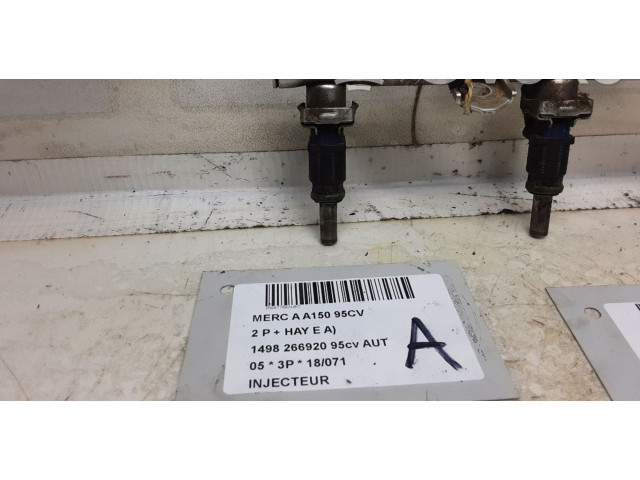 MERC A A150 95CV
2 P + HAY E A)
1498 266920 95cv AUT
05 * 3P * 18/071
INJECTEUR
A